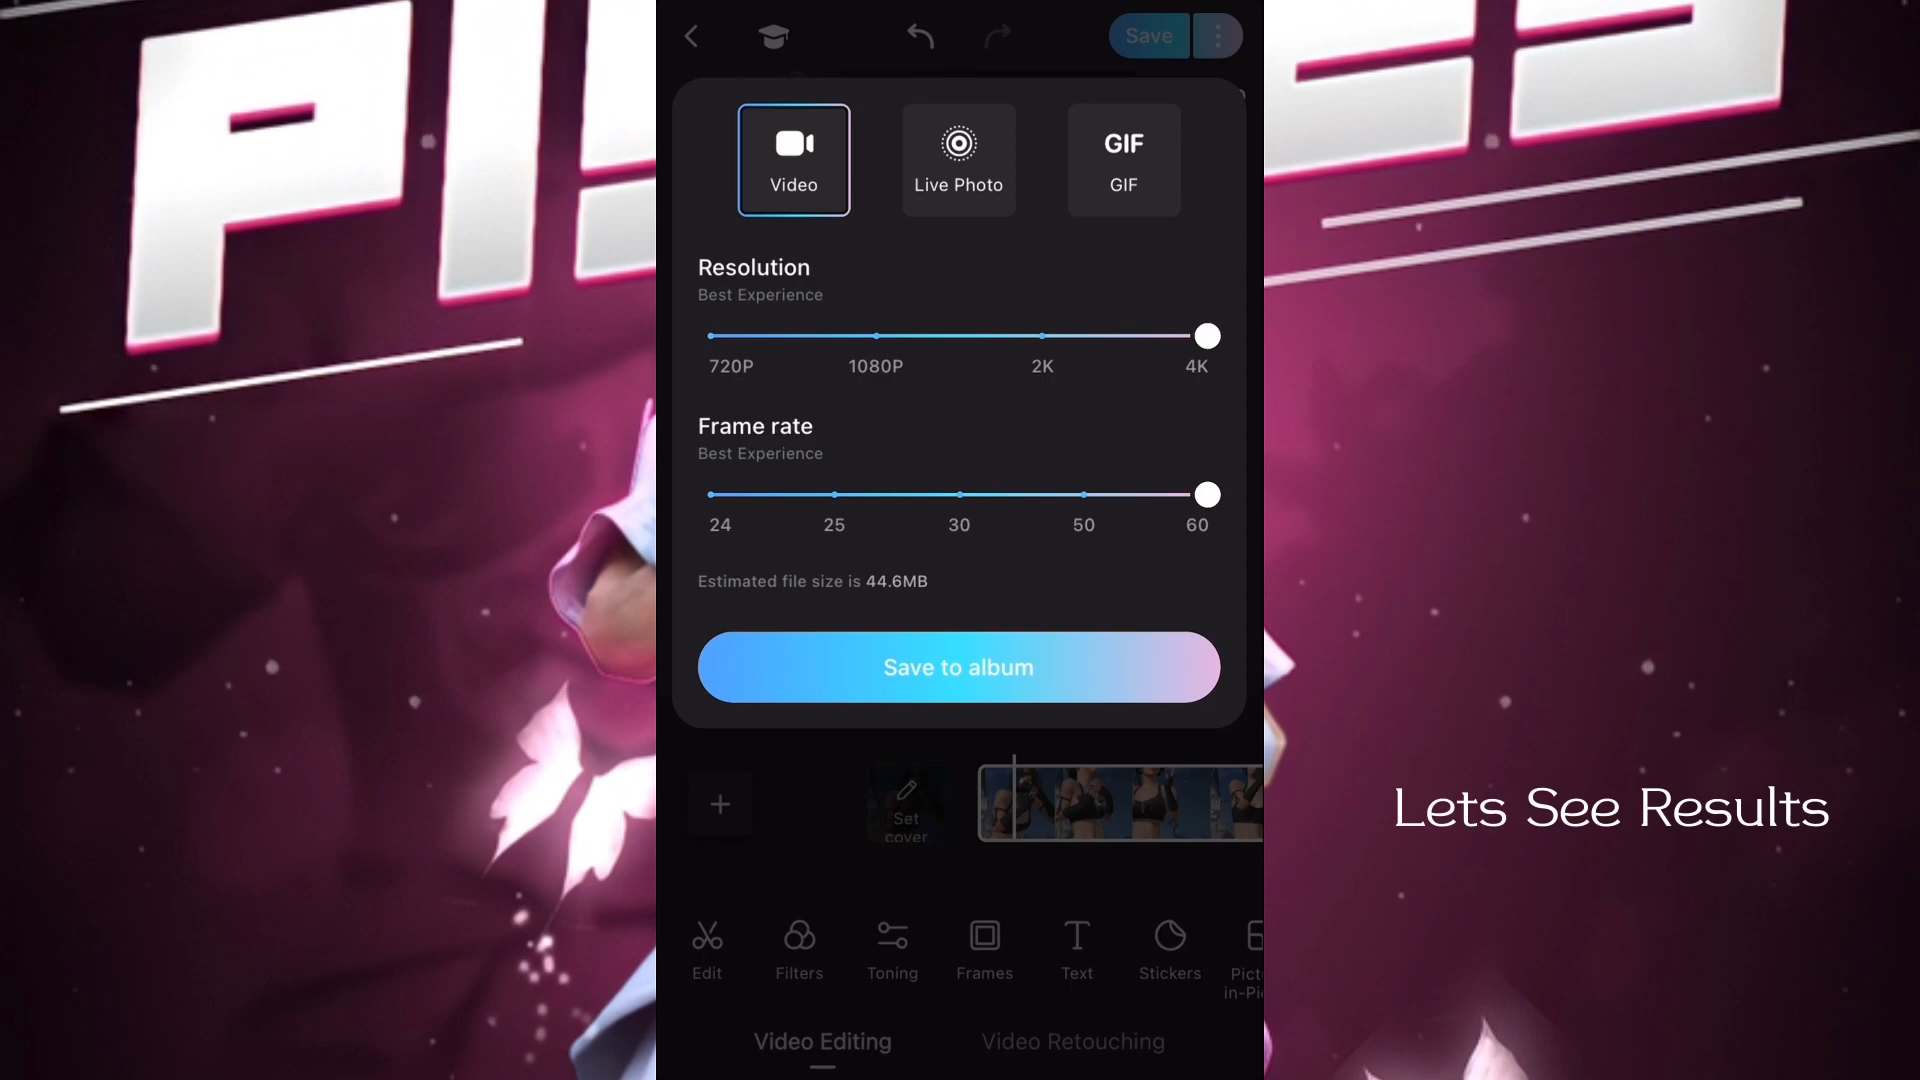 Save
Video
Live Photo
GIF
GIF
Resolution
Best Experience
720P 1080P 2K 4K
Frame rate
Best Experience
24 25 30 50 60
Estimated file size is 44.6MB
Save to album
Set
cover
Lets See Results
Edit
Filters
Toning
Frames
Text
Stickers
Video Editing
Video Retouching